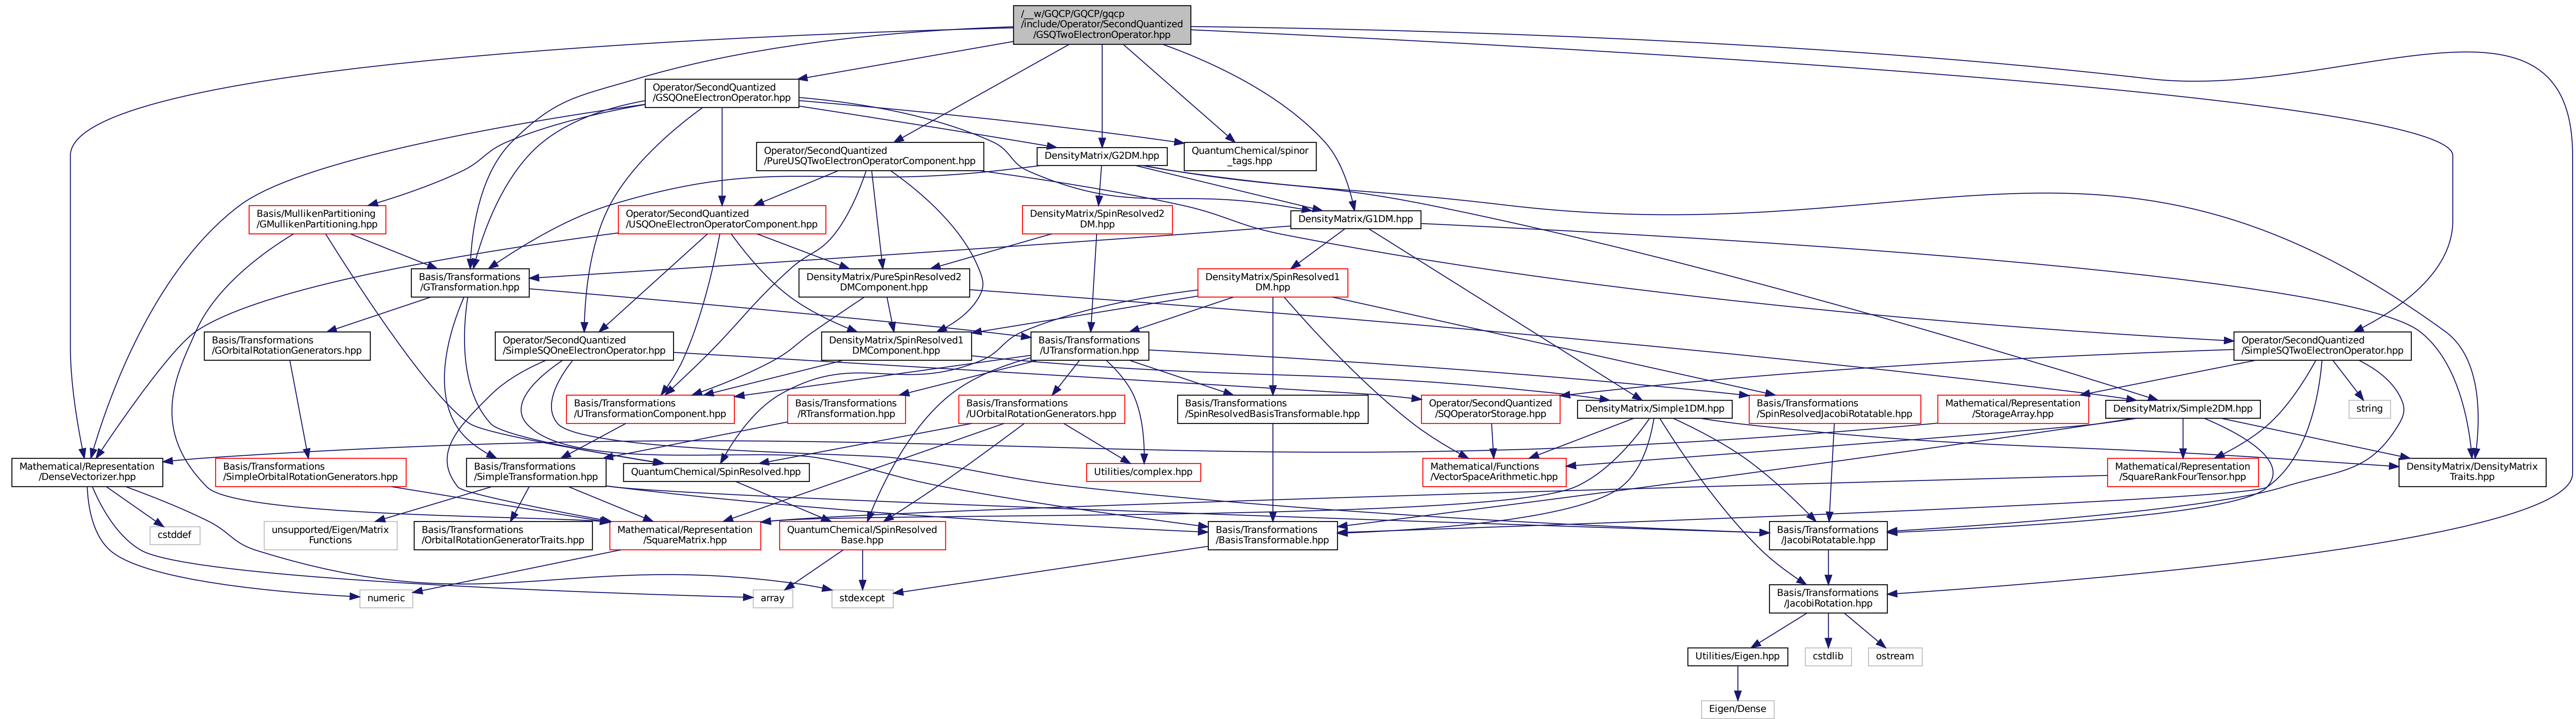 /__w/GQCP/GQCP/gqcp
/include/Operator/SecondQuantized
/GSQTwoElectronOperator.hpp
Operator/SecondQuantized
/GSQOneElectronOperator.hpp
Operator/SecondQuantized
/PureUSQTwoElectronOperatorComponent.hpp
DensityMatrix/G2DM.hpp
QuantumChemical/spinor
_tags.hpp
Basis/MullikenPartitioning
/GMullikenPartitioning.hpp
Operator/SecondQuantized
/USQOneElectronOperatorComponent.hpp
DensityMatrix/SpinResolved2
DM.hpp
DensityMatrix/G1DM.hpp
Basis/Transformations
/GTransformation.hpp
DensityMatrix/PureSpinResolved2
DMComponent.hpp
DensityMatrix/SpinResolved1
DM.hpp
Basis/Transformations
/GOrbitalRotationGenerators.hpp
Operator/SecondQuantized
/SimpleSQOneElectronOperator.hpp
DensityMatrix/SpinResolved1
DMComponent.hpp
Basis/Transformations
/UTransformation.hpp
Operator/SecondQuantized
/SimpleSQTwoElectronOperator.hpp
Basis/Transformations
/UTransformationComponent.hpp
Basis/Transformations
/RTransformation.hpp
Basis/Transformations
/UOrbitalRotationGenerators.hpp
Basis/Transformations
/SpinResolvedBasisTransformable.hpp
Operator/SecondQuantized
/SQOperatorStorage.hpp
DensityMatrix/Simple1DM.hpp
Basis/Transformations
/SpinResolvedJacobiRotatable.hpp
Mathematical/Representation
/StorageArray.hpp
DensityMatrix/Simple2DM.hpp
string
Mathematical/Representation
/DenseVectorizer.hpp
Basis/Transformations
/SimpleOrbitalRotationGenerators.hpp
Basis/Transformations
/SimpleTransformation.hpp
QuantumChemical/SpinResolved.hpp
Utilities/complex.hpp
Mathematical/Functions
/VectorSpaceArithmetic.hpp
Mathematical/Representation
/SquareRankFourTensor.hpp
DensityMatrix/DensityMatrix
Traits.hpp
cstddef
unsupported/Eigen/Matrix
Functions
Basis/Transformations
/OrbitalRotationGeneratorTraits.hpp
Mathematical/Representation
/SquareMatrix.hpp
QuantumChemical/SpinResolved
Base.hpp
Basis/Transformations
/BasisTransformable.hpp
Basis/Transformations
/JacobiRotatable.hpp
numeric
array
stdexcept
Basis/Transformations
/JacobiRotation.hpp
Utilities/Eigen.hpp
cstdlib
ostream
Eigen/Dense